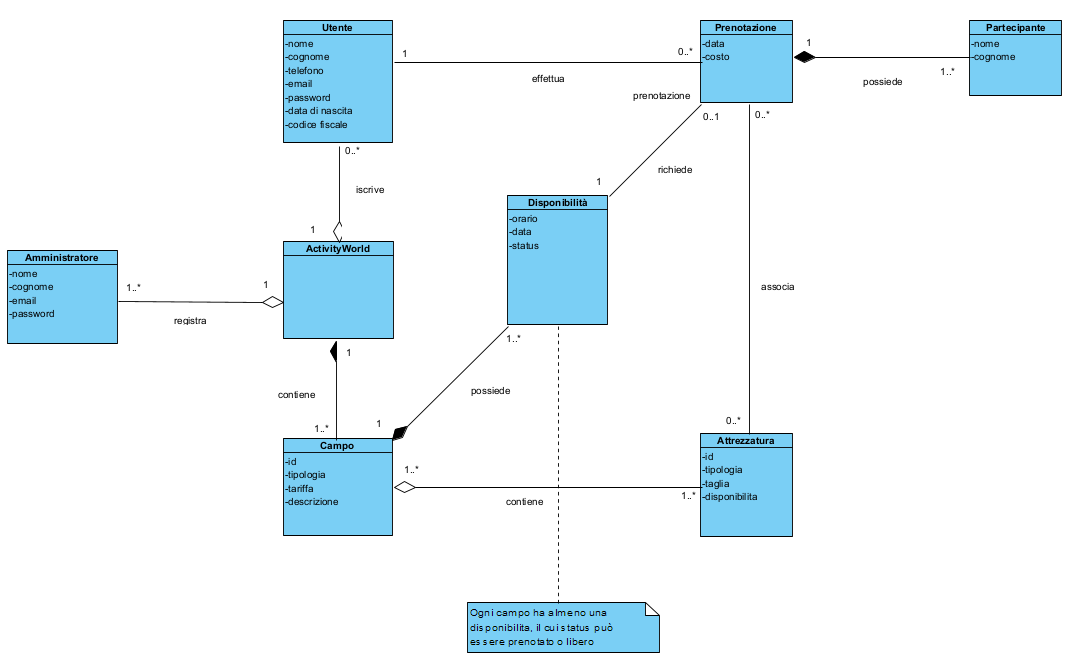 Utente
-nome
-cognome
-telefono
-email
-password
-data di nascita
-codice fiscale
Prenotazione
-data
-costo
Partecipante
-nome
-cognome
1
0..*
effettua
1
1..*
possiede
prenotazione
0..1
0..*
richiede
1
0..*
iscrive
1
Disponibilità
-orario
-data
-status
ActivityWorld
Amministratore
-nome
-cognome
-email
-password
1..*
1
registra
associa
1
contiene
1..*
1..*
possiede
1
Campo
-id
-tipologia
-tariffa
-descrizione
0..*
Attrezzatura
-id
-tipologia
-taglia
-disponibilita
1..*
1..*
contiene
Ogni campo ha almeno una
disponibilita, il cui status può
essere prenotato o libero